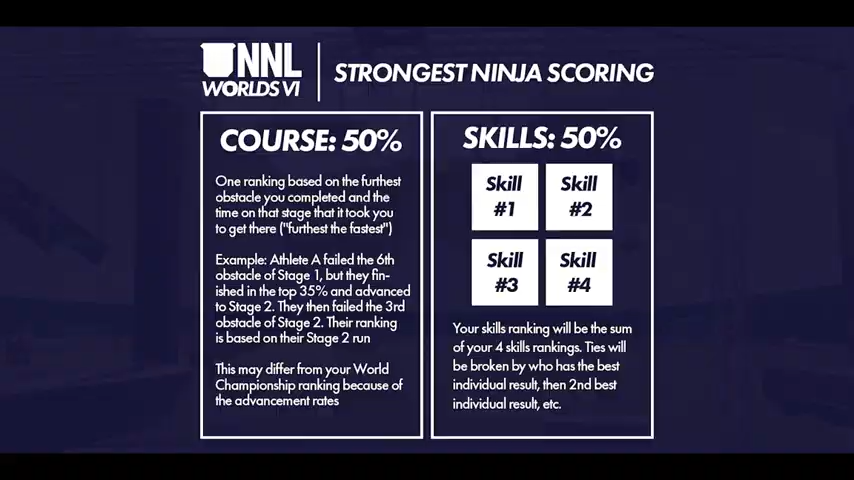 NNL
WORLDS VI
STRONGEST NINJA SCORING
COURSE: 50%
One ranking based on the furthest
obstacle you completed and the
time on that stage that it took you
to get there ("furthest the fastest")
Example: Athlete A failed the 6th
obstacle of Stage 1, but they fin-
ished in the top 35% and advanced
to Stage 2. They then failed the 3rd
obstacle of Stage 2. Their ranking
is based on their Stage 2 run
This may differ from your World
Championship ranking because of
the advancement rates
SKILLS: 50%
Skill #1
Skill #2
Skill #3
Skill #4
Your skills ranking will be the sum
of your 4 skills rankings. Ties will
be broken by who has the best
individual result, then 2nd best
individual result, etc.